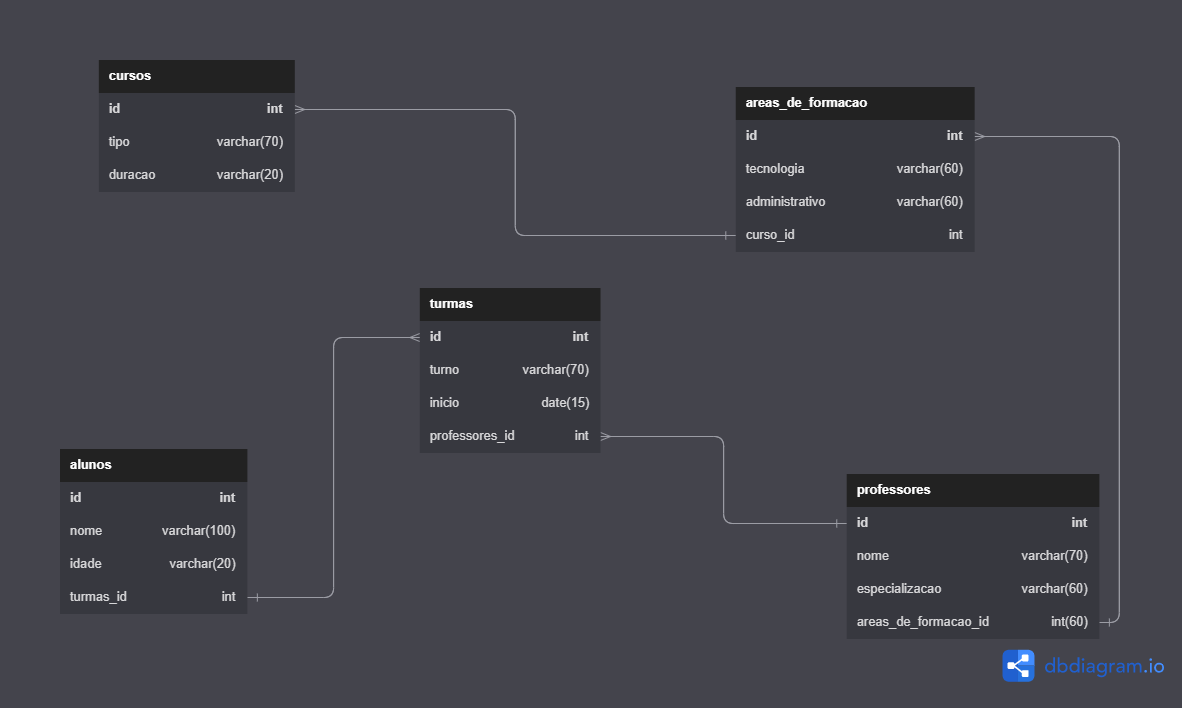 cursos
id int
tipo varchar(70)
duracao varchar(20)
areas_de_formacao
id int
tecnologia varchar(60)
administrativo varchar(60)
curso_id int
turmas
id int
turno varchar(70)
inicio date(15)
professores_id int
alunos
id int
nome varchar(100)
idade varchar(20)
turmas_id int
professores
id int
nome varchar(70)
especializacao varchar(60)
areas_de_formacao_id int(60)
dbdiagram.io